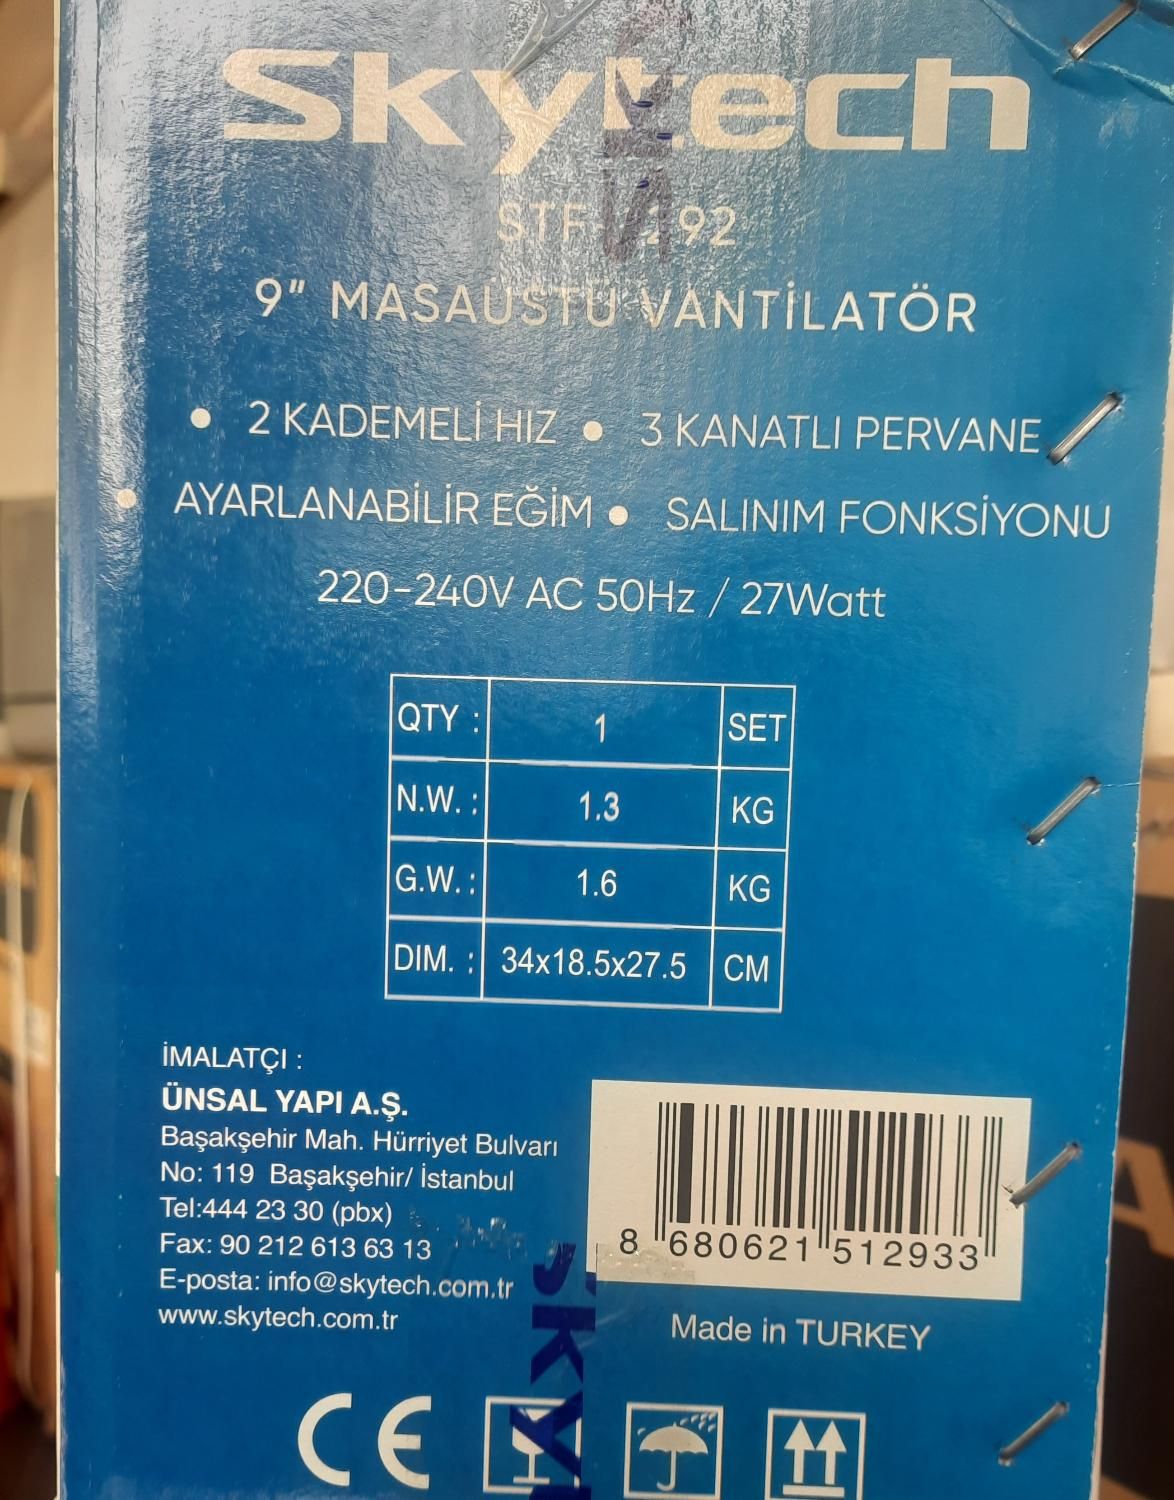 Skytech
9" MASAÜSTÜ VANTİLATÖR
• 2 KADEMELİ HIZ • 3 KANATLI PERVANE
• AYARLANABİLİR EĞİM • SALINIM FONKSİYONU
220-240V AC 50Hz / 27Watt
QTY : 1 SET
N.W. : 1.3 KG
G.W. : 1.6 KG
DIM. : 34x18.5x27.5 CM
İMALATÇI :
ÜNSAL YAPI A.Ş.
Başakşehir Mah. Hürriyet Bulvarı
No: 119 Başakşehir/ İstanbul
Tel:444 23 30 (pbx)
Fax: 90 212 613 63 13
E-posta: info@skytech.com.tr
www.skytech.com.tr
8 680621 512933
Made in TURKEY
CE